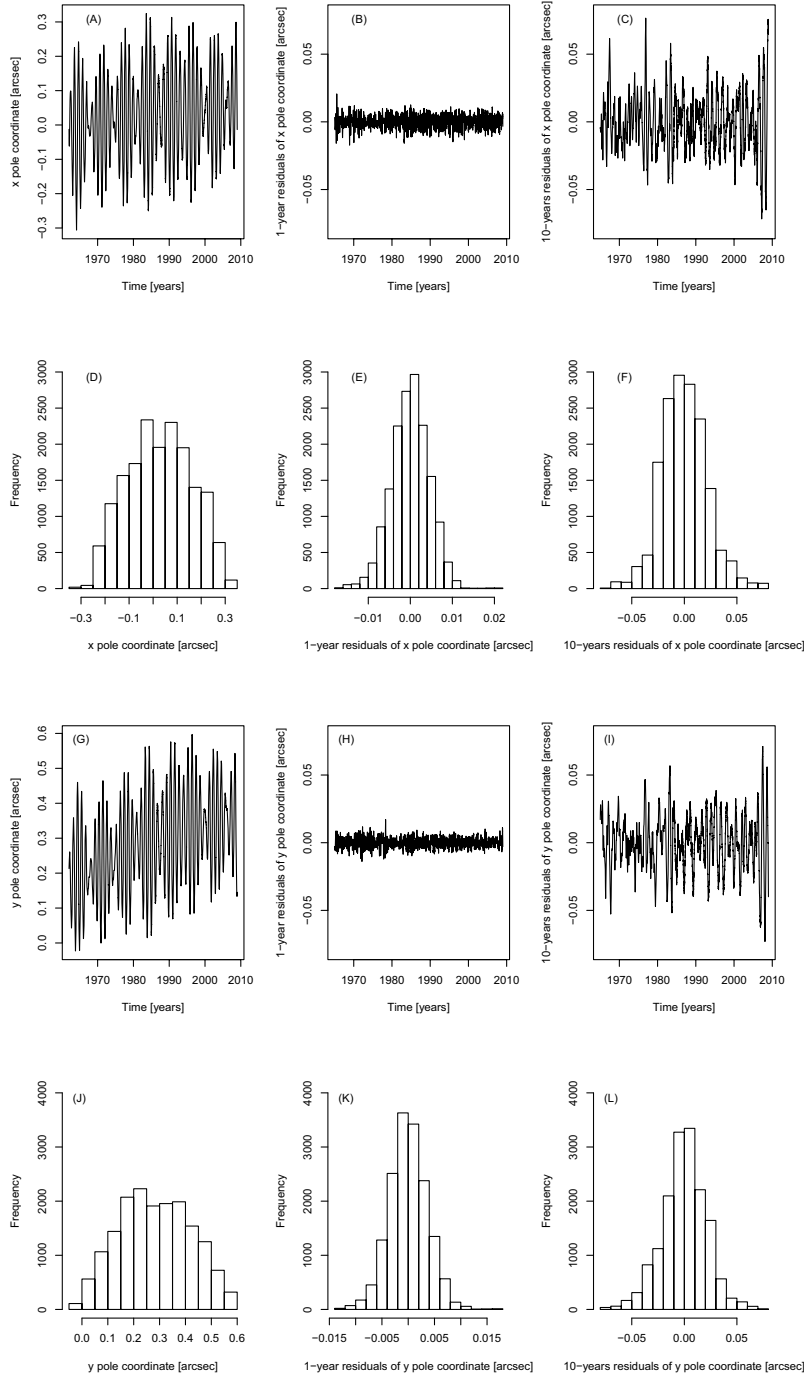 (A)
x pole coordinate [arcsec]
0.3
0.2
0.1
0.0
−0.1
−0.2
−0.3
1970 1980 1990 2000 2010
Time [years]
(B)
1−year residuals of x pole coordinate [arcsec]
0.05
0.00
−0.05
1970 1980 1990 2000 2010
Time [years]
(C)
10−years residuals of x pole coordinate [arcsec]
0.05
0.00
−0.05
1970 1980 1990 2000 2010
Time [years]
(D)
Frequency
3000
2500
2000
1500
1000
500
0
−0.3 −0.1 0.1 0.3
x pole coordinate [arcsec]
(E)
Frequency
3000
2500
2000
1500
1000
500
0
−0.01 0.00 0.01 0.02
1−year residuals of x pole coordinate [arcsec]
(F)
Frequency
3000
2500
2000
1500
1000
500
0
−0.05 0.00 0.05
10−years residuals of x pole coordinate [arcsec]
(G)
y pole coordinate [arcsec]
0.6
0.5
0.4
0.3
0.2
0.1
0.0
1970 1980 1990 2000 2010
Time [years]
(H)
1−year residuals of y pole coordinate [arcsec]
0.05
0.00
−0.05
1970 1980 1990 2000 2010
Time [years]
(I)
10−years residuals of y pole coordinate [arcsec]
0.05
0.00
−0.05
1970 1980 1990 2000 2010
Time [years]
(J)
Frequency
4000
3000
2000
1000
0
0.0 0.1 0.2 0.3 0.4 0.5 0.6
y pole coordinate [arcsec]
(K)
Frequency
4000
3000
2000
1000
0
−0.015 −0.005 0.005 0.015
1−year residuals of y pole coordinate [arcsec]
(L)
Frequency
4000
3000
2000
1000
0
−0.05 0.00 0.05
10−years residuals of y pole coordinate [arcsec]